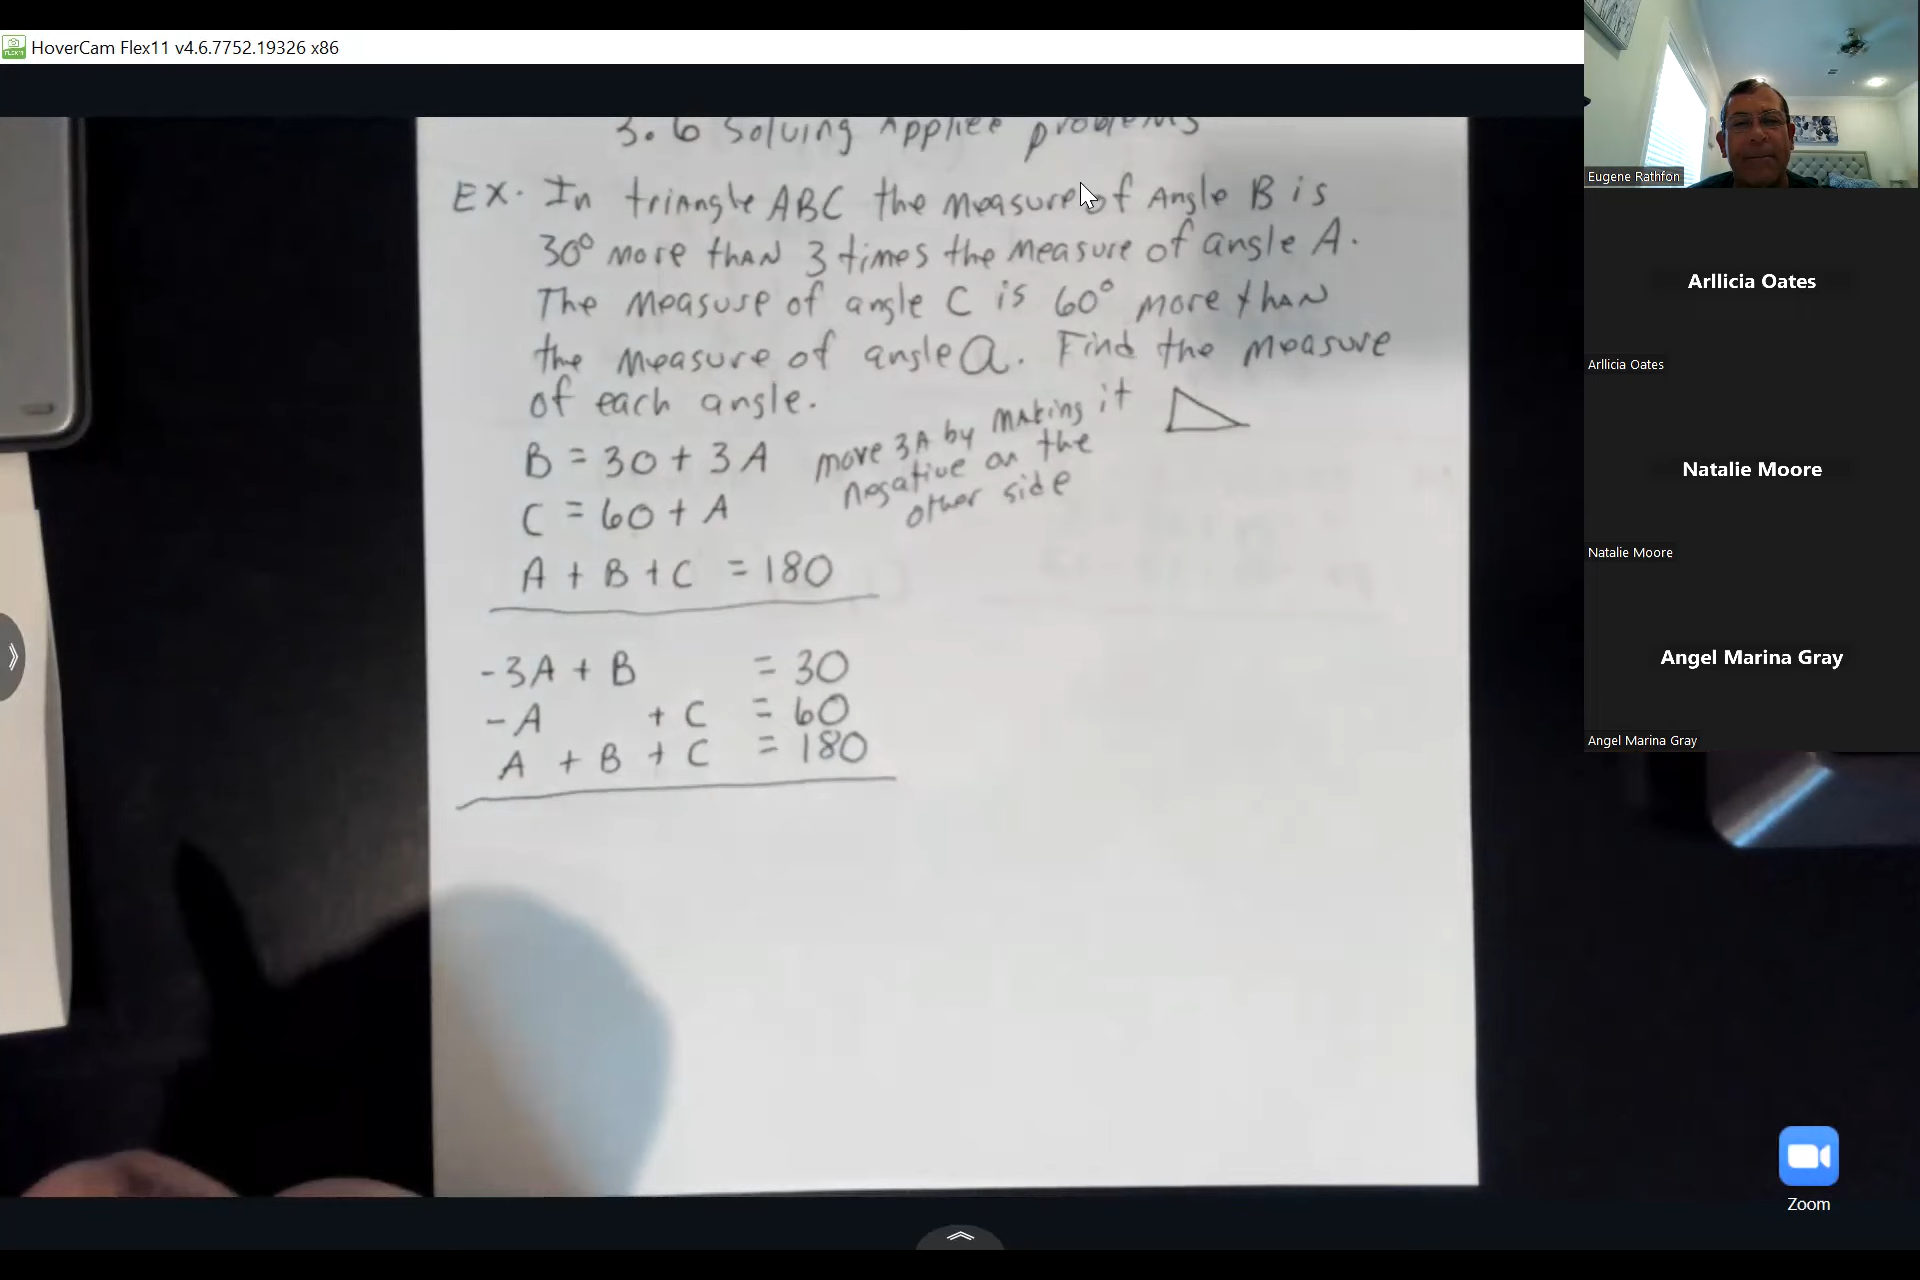 HoverCam Flex11 v4.6.7752.19326 x86
3.6 Solving Applied problems
EX. In triangle ABC the measure of Angle B is
30° more than 3 times the measure of angle A.
The measure of angle C is 60° more than
the measure of angle a. Find the measure
of each angle.
B = 30 + 3A
C = 60 + A
A + B + C = 180
move 3A by making it
negative on the
other side
-3A + B = 30
-A + C = 60
A + B + C = 180
Eugene Rathfon
Arllicia Oates
Arllicia Oates
Natalie Moore
Natalie Moore
Angel Marina Gray
Angel Marina Gray
Zoom